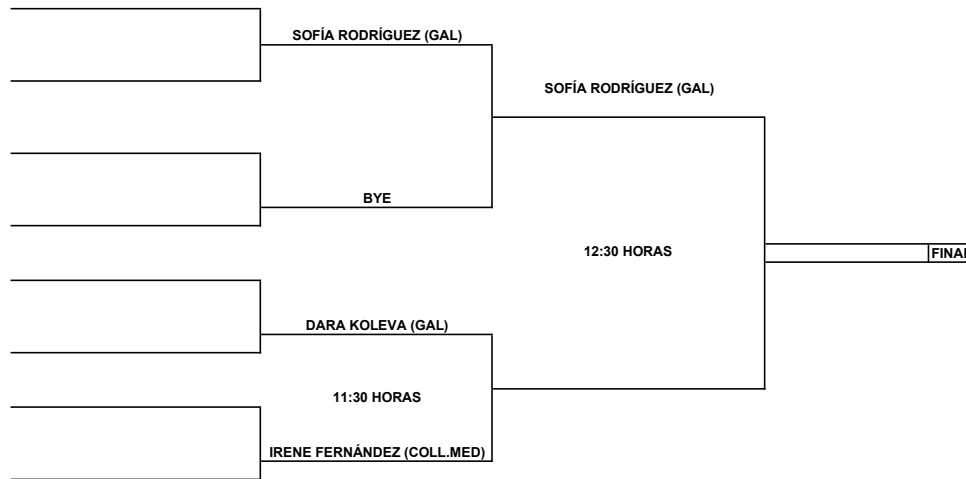 SOFÍA RODRÍGUEZ (GAL)
SOFÍA RODRÍGUEZ (GAL)
BYE
12:30 HORAS
FINAL
DARA KOLEVA (GAL)
11:30 HORAS
IRENE FERNÁNDEZ (COLL.MED)